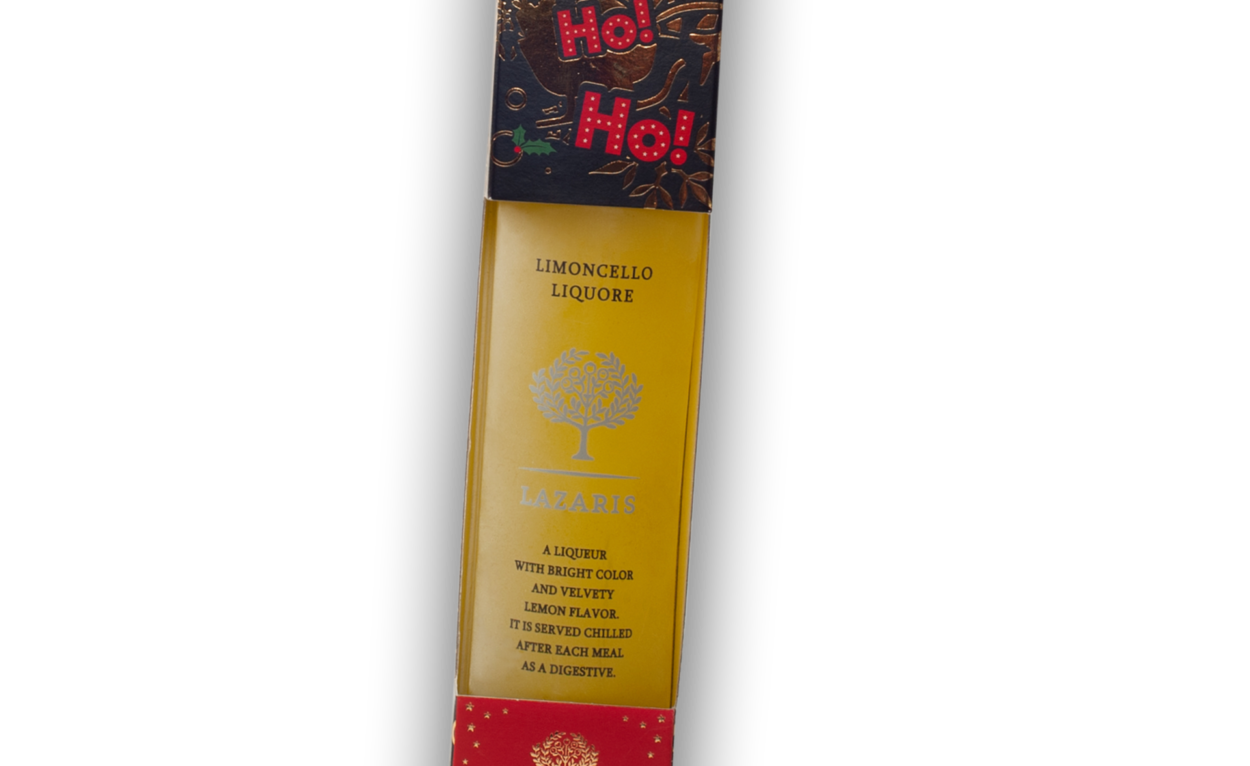 Ho!
Ho!
LIMONCELLO
LIQUORE
LAZARIS
A LIQUEUR
WITH BRIGHT COLOR
AND VELVETY
LEMON FLAVOR.
IT IS SERVED CHILLED
AFTER EACH MEAL
AS A DIGESTIVE.